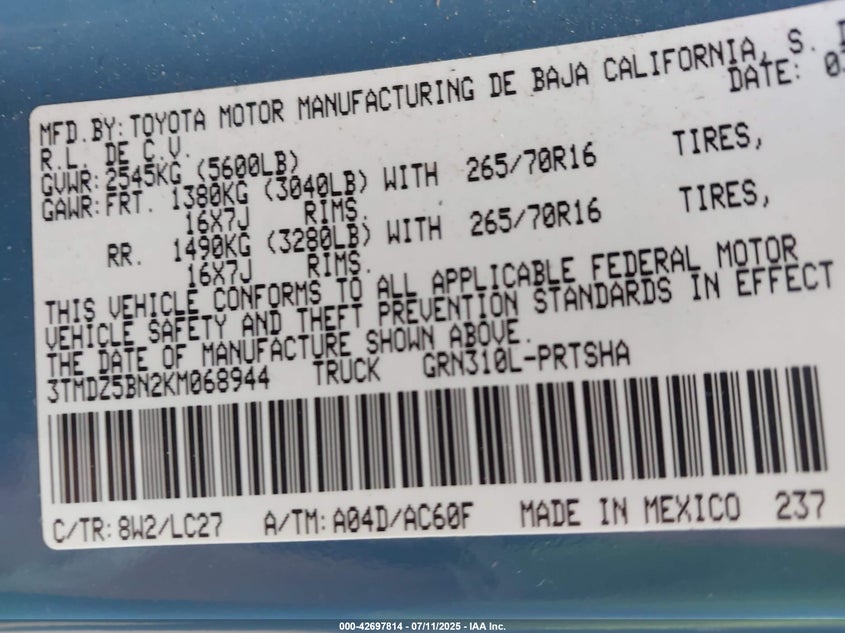 MFD.BY:TOYOTA MOTOR MANUFACTURING DE BAJA CALIFORNIA, S.
R.L. DE C.V. DATE:
GVWR:2545KG (5600LB)
GAWR:FRT. 1380KG (3040LB) WITH 265/70R16 TIRES,
16X7J RIMS.
RR. 1490KG (3280LB) WITH 265/70R16 TIRES,
16X7J RIMS.
THIS VEHICLE CONFORMS TO ALL APPLICABLE FEDERAL MOTOR
VEHICLE SAFETY AND THEFT PREVENTION STANDARDS IN EFFECT
THE DATE OF MANUFACTURE SHOWN ABOVE.
3TMDZ5BN2KM068944 TRUCK GRN310L-PRTSHA
C/TR:8W2/LC27 A/TM:A04D/AC60F MADE IN MEXICO 237
000-42697814 - 07/11/2025 - IAA Inc.